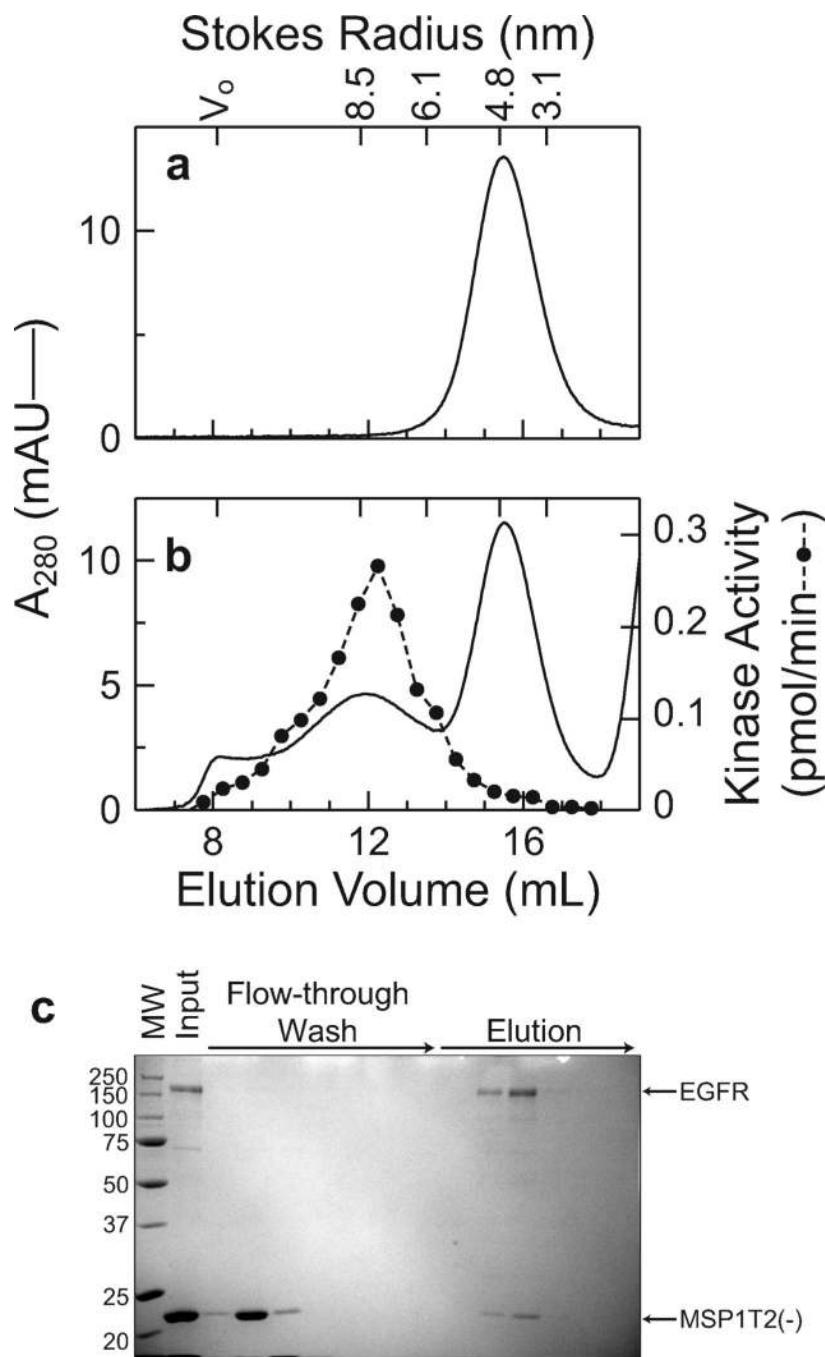 Stokes Radius (nm)
Vo 8.5 6.1 4.8 3.1
a
10
0
A280 (mAU—)
b
10
5
0
0.3
0.2
0.1
0
Kinase Activity
(pmol/min--●--)
8 12 16
Elution Volume (mL)
c
MW Input Flow-through
Wash Elution
250
150
100
75
50
37
25
20
EGFR
MSP1T2(-)